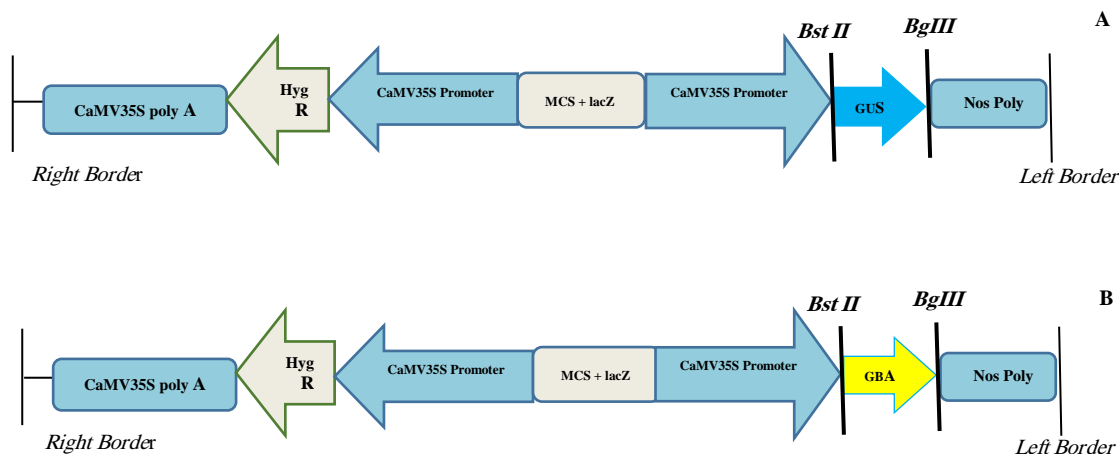 A
Bst II
BgIII
Hyg
R
CaMV35S Promoter
CaMV35S Promoter
CaMV35S poly A
MCS + lacZ
GUS
Nos Poly
Right Border
Left Border
B
Bst II
BgIII
Hyg
R
CaMV35S Promoter
CaMV35S Promoter
CaMV35S poly A
MCS + lacZ
GBA
Nos Poly
Right Border
Left Border